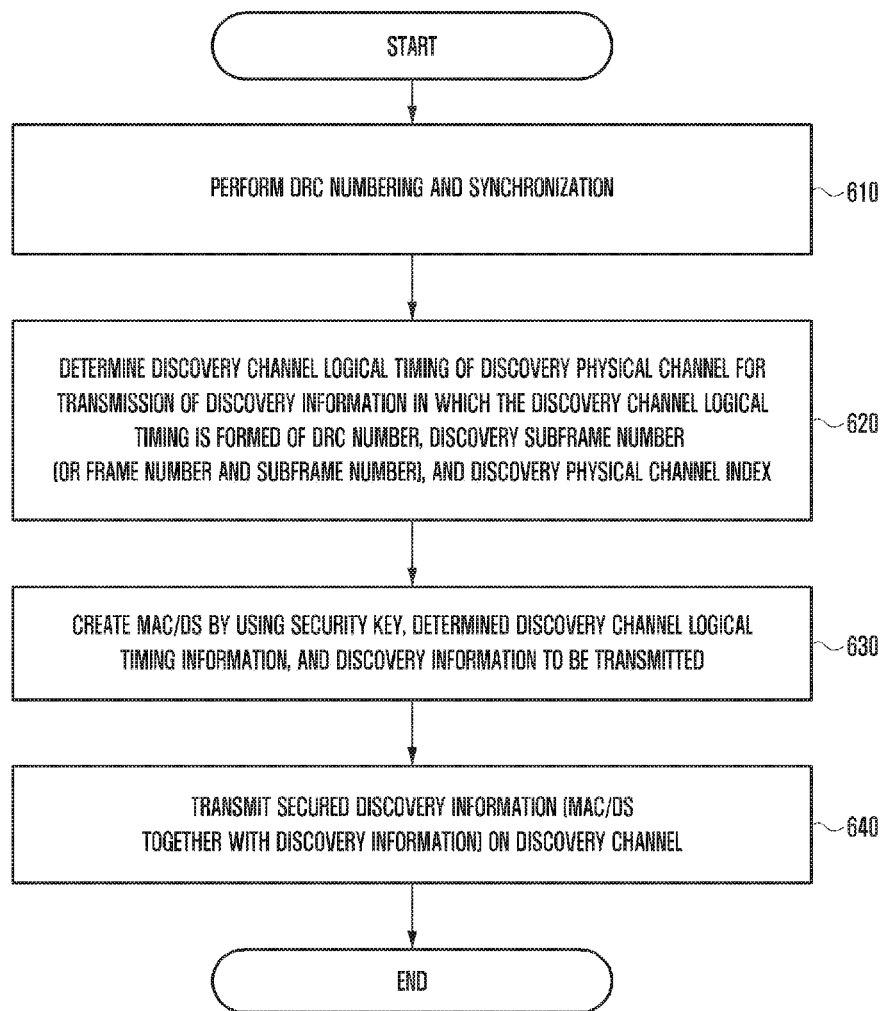 START
PERFORM DRC NUMBERING AND SYNCHRONIZATION
610
DETERMINE DISCOVERY CHANNEL LOGICAL TIMING OF DISCOVERY PHYSICAL CHANNEL FOR
TRANSMISSION OF DISCOVERY INFORMATION IN WHICH THE DISCOVERY CHANNEL LOGICAL
TIMING IS FORMED OF DRC NUMBER, DISCOVERY SUBFRAME NUMBER
(OR FRAME NUMBER AND SUBFRAME NUMBER), AND DISCOVERY PHYSICAL CHANNEL INDEX
620
CREATE MAC/DS BY USING SECURITY KEY, DETERMINED DISCOVERY CHANNEL LOGICAL
TIMING INFORMATION, AND DISCOVERY INFORMATION TO BE TRANSMITTED
630
TRANSMIT SECURED DISCOVERY INFORMATION (MAC/DS
TOGETHER WITH DISCOVERY INFORMATION) ON DISCOVERY CHANNEL
640
END